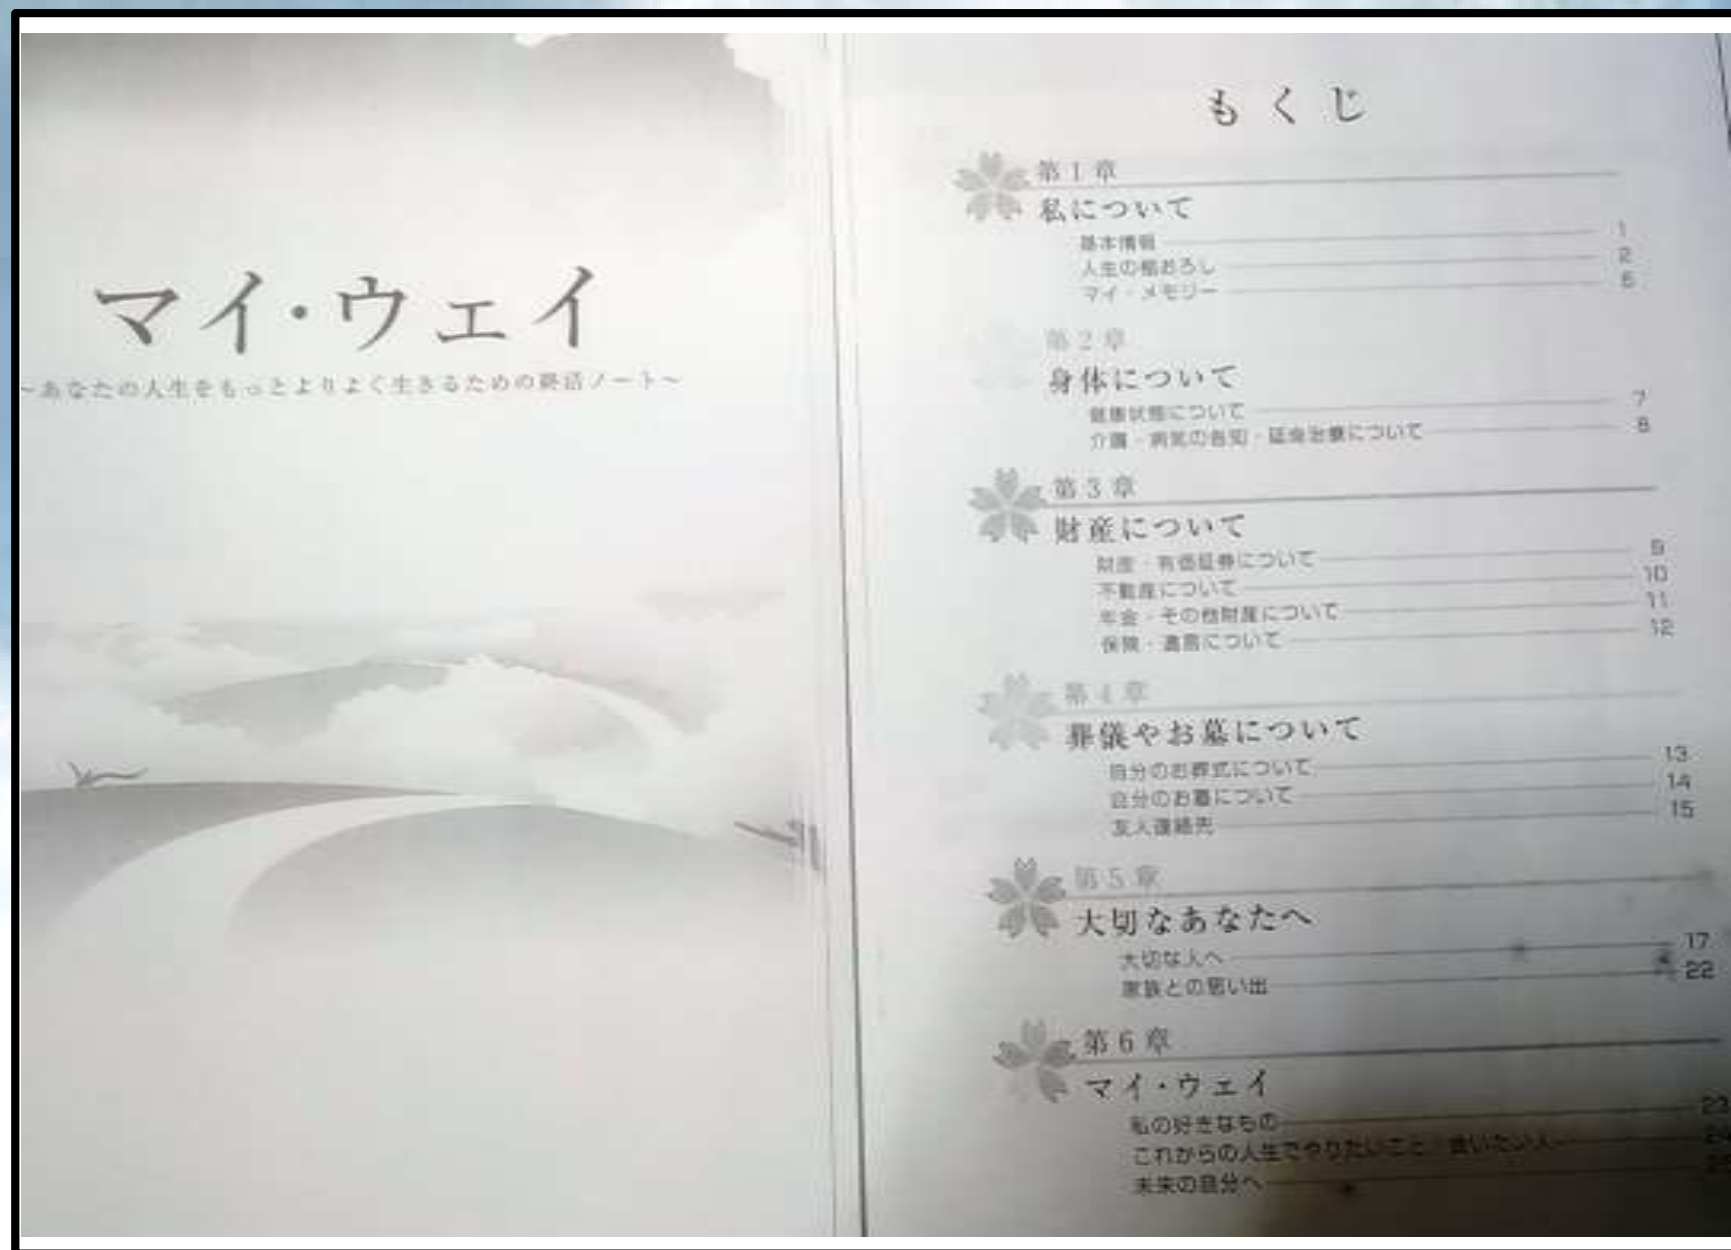 マイ・ウェイ
～あなたの人生をもっとよりよく生きるための終活ノート～
もくじ
第1章
私について
基本情報 1
人生の棚おろし 2
マイ・メモリー 5
第2章
身体について
健康状態について 7
介護・病気の告知・延命治療について 8
第3章
財産について
財産・有価証券について 9
不動産について 10
年金・その他財産について 11
保険・遺言について 12
第4章
葬儀やお墓について
自分のお葬式について 13
自分のお墓について 14
友人連絡先 15
第5章
大切なあなたへ
大切な人へ 17
家族との思い出 22
第6章
マイ・ウェイ
私の好きなもの 23
これからの人生でやりたいこと・会いたい人 24
未来の自分へ